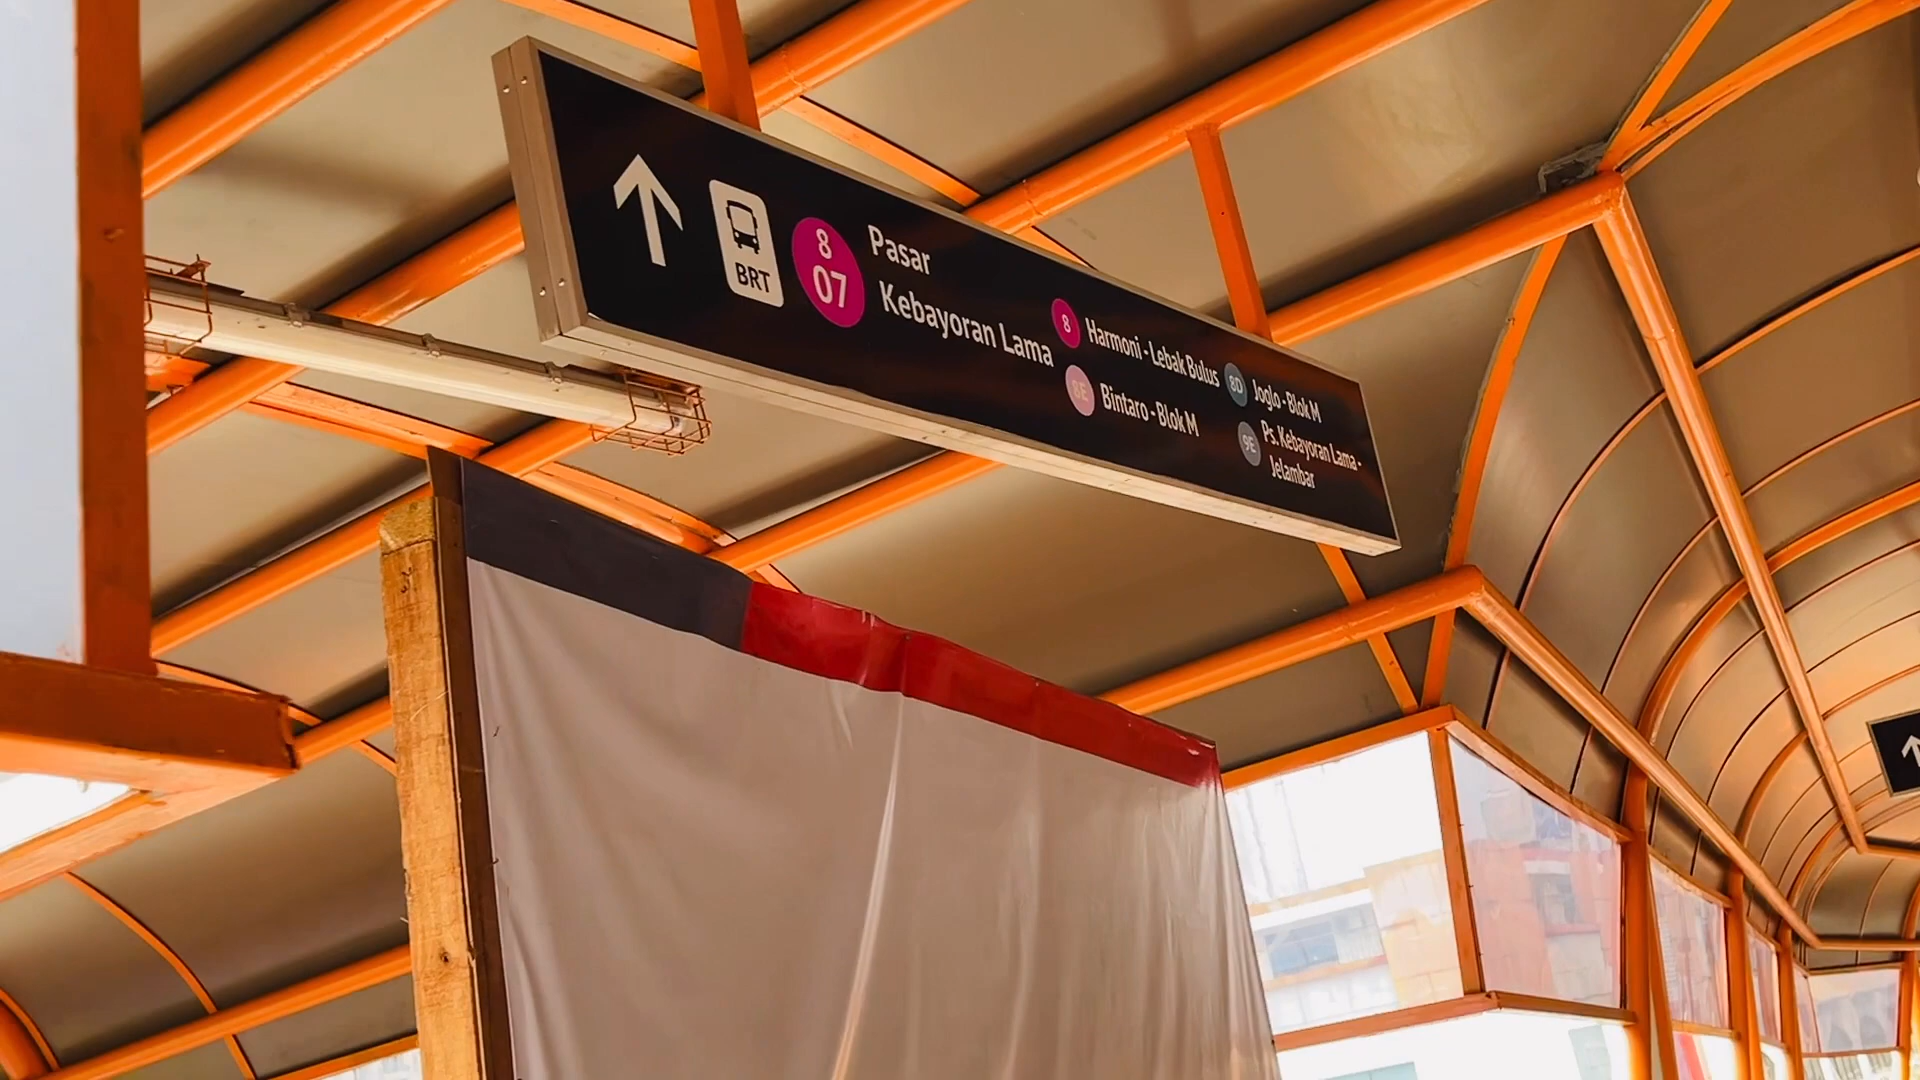 BRT
8
07
Pasar
Kebayoran Lama
8 Harmoni - Lebak Bulus
8E Bintaro - Blok M
8D Joglo - Blok M
9E Ps. Kebayoran Lama -
Jelambar